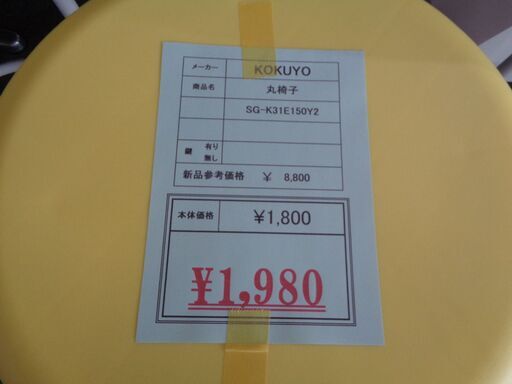 メーカー KOKUYO
商品名 丸椅子
SG-K31E150Y2
鍵 有り
無し
新品参考価格 ¥ 8,800
本体価格 ¥1,800
¥1,980